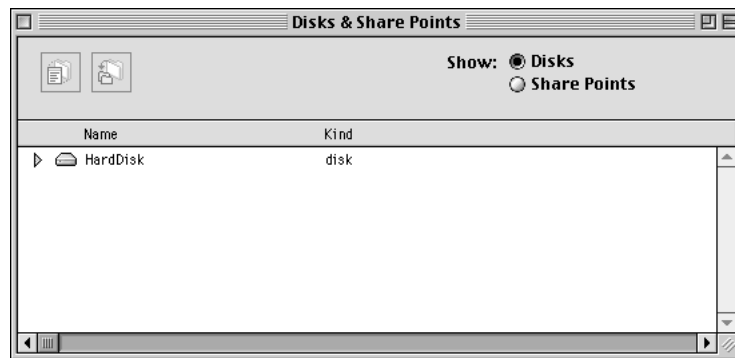 Disks & Share Points
Show: Disks
Share Points
Name Kind
HardDisk disk